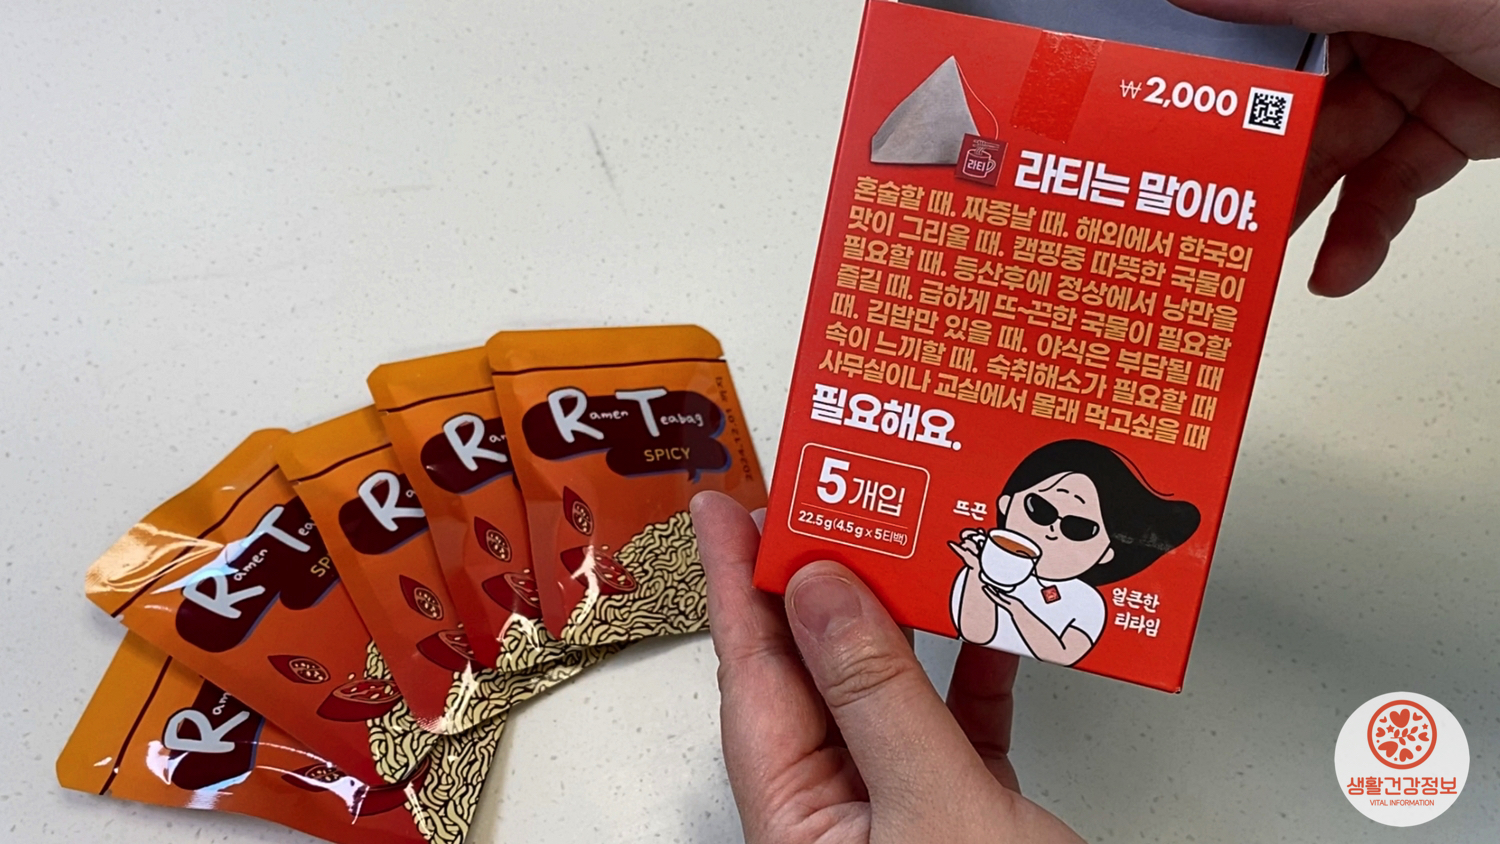 ₩2,000
라티
라티는 말이야.
혼술할 때. 짜증날 때. 해외에서 한국의
맛이 그리울 때. 캠핑중 따뜻한 국물이
필요할 때. 등산후에 정상에서 낭만을
즐길 때. 급하게 뜨~끈한 국물이 필요할
때. 김밥만 있을 때. 야식은 부담될 때
속이 느끼할 때. 숙취해소가 필요할 때
사무실이나 교실에서 몰래 먹고싶을 때
필요해요.
5개입
22.5g(4.5g x 5티백)
뜨끈
얼큰한
티타임
Ramen Teabag
SPICY
R
Ra
Ramen Tea
SP
Ramen
생활건강정보
VITAL INFORMATION